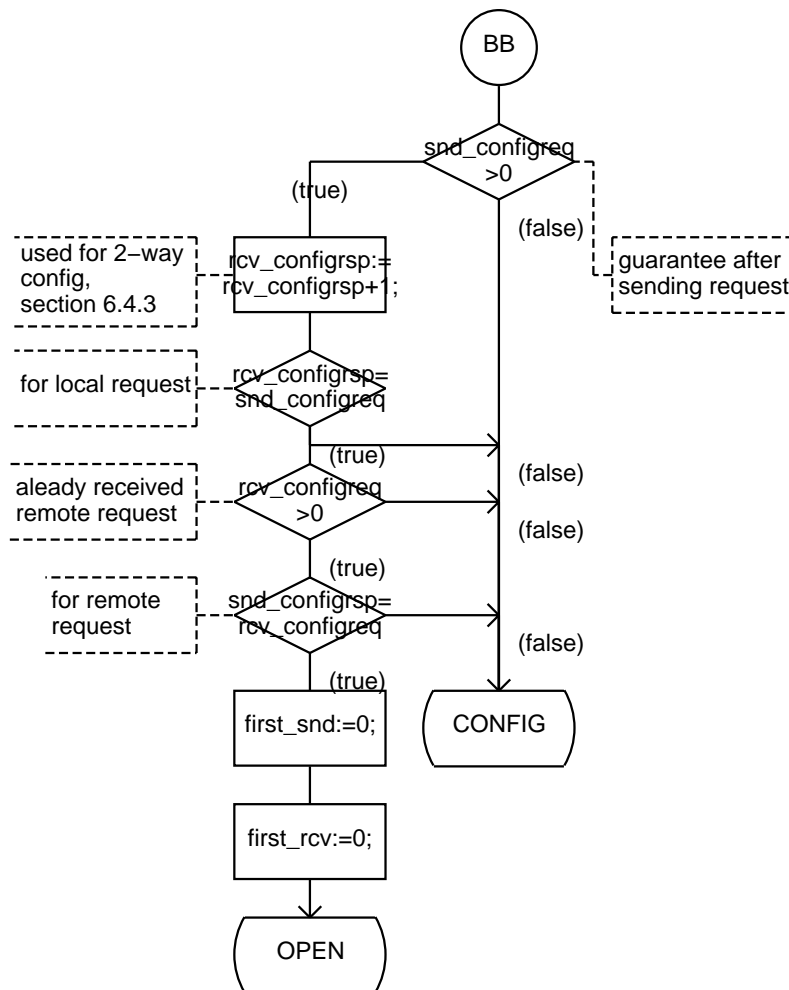 BB
snd_configreq
>0
(true)
(false)
used for 2−way
config,
section 6.4.3
rcv_configrsp:=
rcv_configrsp+1;
guarantee after
sending request
for local request
rcv_configrsp=
snd_configreq
(true)
(false)
aleady received
remote request
rcv_configreq
>0
(false)
(true)
for remote
request
snd_configrsp=
rcv_configreq
(false)
(true)
first_snd:=0;
CONFIG
first_rcv:=0;
OPEN